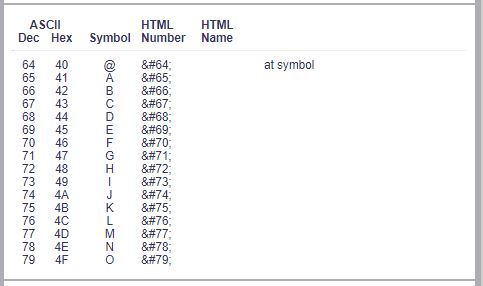 ASCII HTML HTML
Dec Hex Symbol Number Name
64 40 @ &#64; at symbol
65 41 A &#65;
66 42 B &#66;
67 43 C &#67;
68 44 D &#68;
69 45 E &#69;
70 46 F &#70;
71 47 G &#71;
72 48 H &#72;
73 49 I &#73;
74 4A J &#74;
75 4B K &#75;
76 4C L &#76;
77 4D M &#77;
78 4E N &#78;
79 4F O &#79;